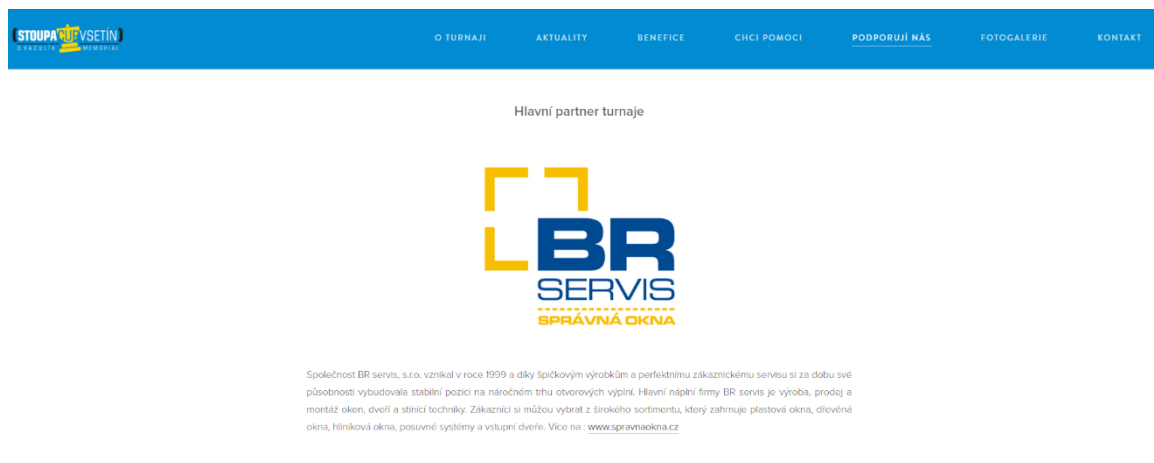 STOUPA CUP VSETÍN
D.VACULÍK MEMORIAL
O TURNAJI AKTUALITY BENEFICE CHCI POMOCI PODPORUJÍ NÁS FOTOGALERIE KONTAKT
Hlavní partner turnaje
BR
SERVIS
SPRÁVNÁ OKNA
Společnost BR servis, s.r.o. vznikal v roce 1999 a díky špičkovým výrobkům a perfektnímu zákaznickému servisu si za dobu své
působnosti vybudovala stabilní pozici na náročném trhu otvorových výplní. Hlavní náplní firmy BR servis je výroba, prodej a
montáž oken, dveří a stínící techniky. Zákazníci si můžou vybrat z širokého sortimentu, který zahrnuje plastová okna, dřevěná
okna, hliníková okna, posuvné systémy a vstupní dveře. Více na : www.spravnaokna.cz